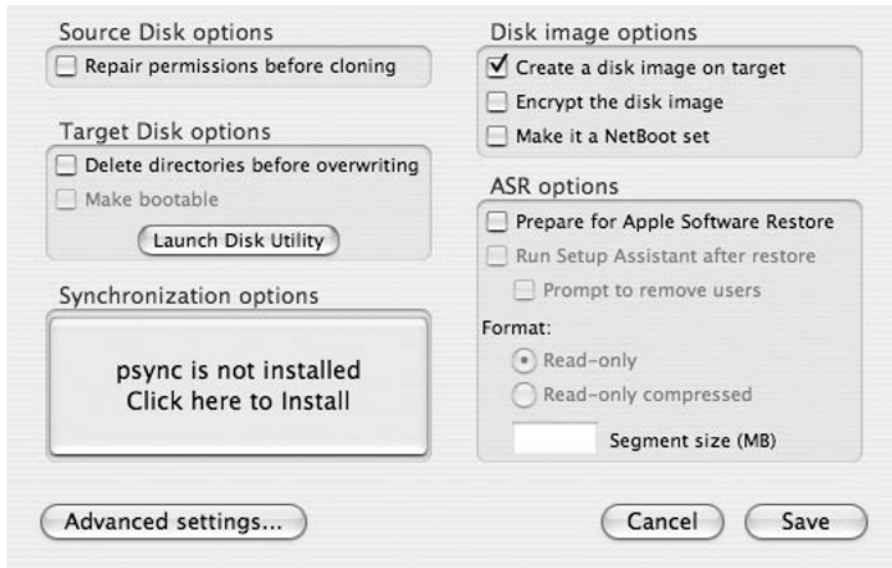 Source Disk options
Repair permissions before cloning
Target Disk options
Delete directories before overwriting
Make bootable
Launch Disk Utility
Synchronization options
psync is not installed
Click here to Install
Disk image options
Create a disk image on target
Encrypt the disk image
Make it a NetBoot set
ASR options
Prepare for Apple Software Restore
Run Setup Assistant after restore
Prompt to remove users
Format:
Read-only
Read-only compressed
Segment size (MB)
Advanced settings...
Cancel
Save